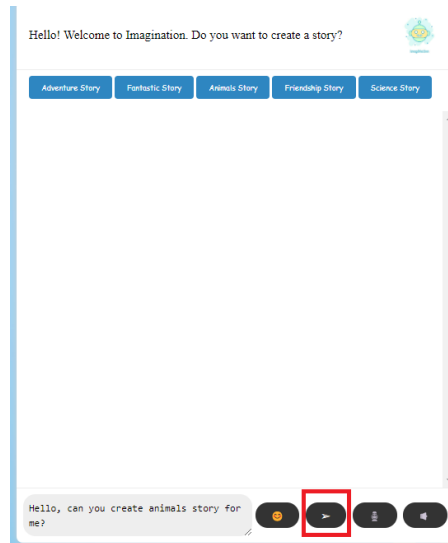 Hello! Welcome to Imagination. Do you want to create a story?
Adventure Story
Fantastic Story
Animals Story
Friendship Story
Science Story
Hello, can you create animals story for
me?